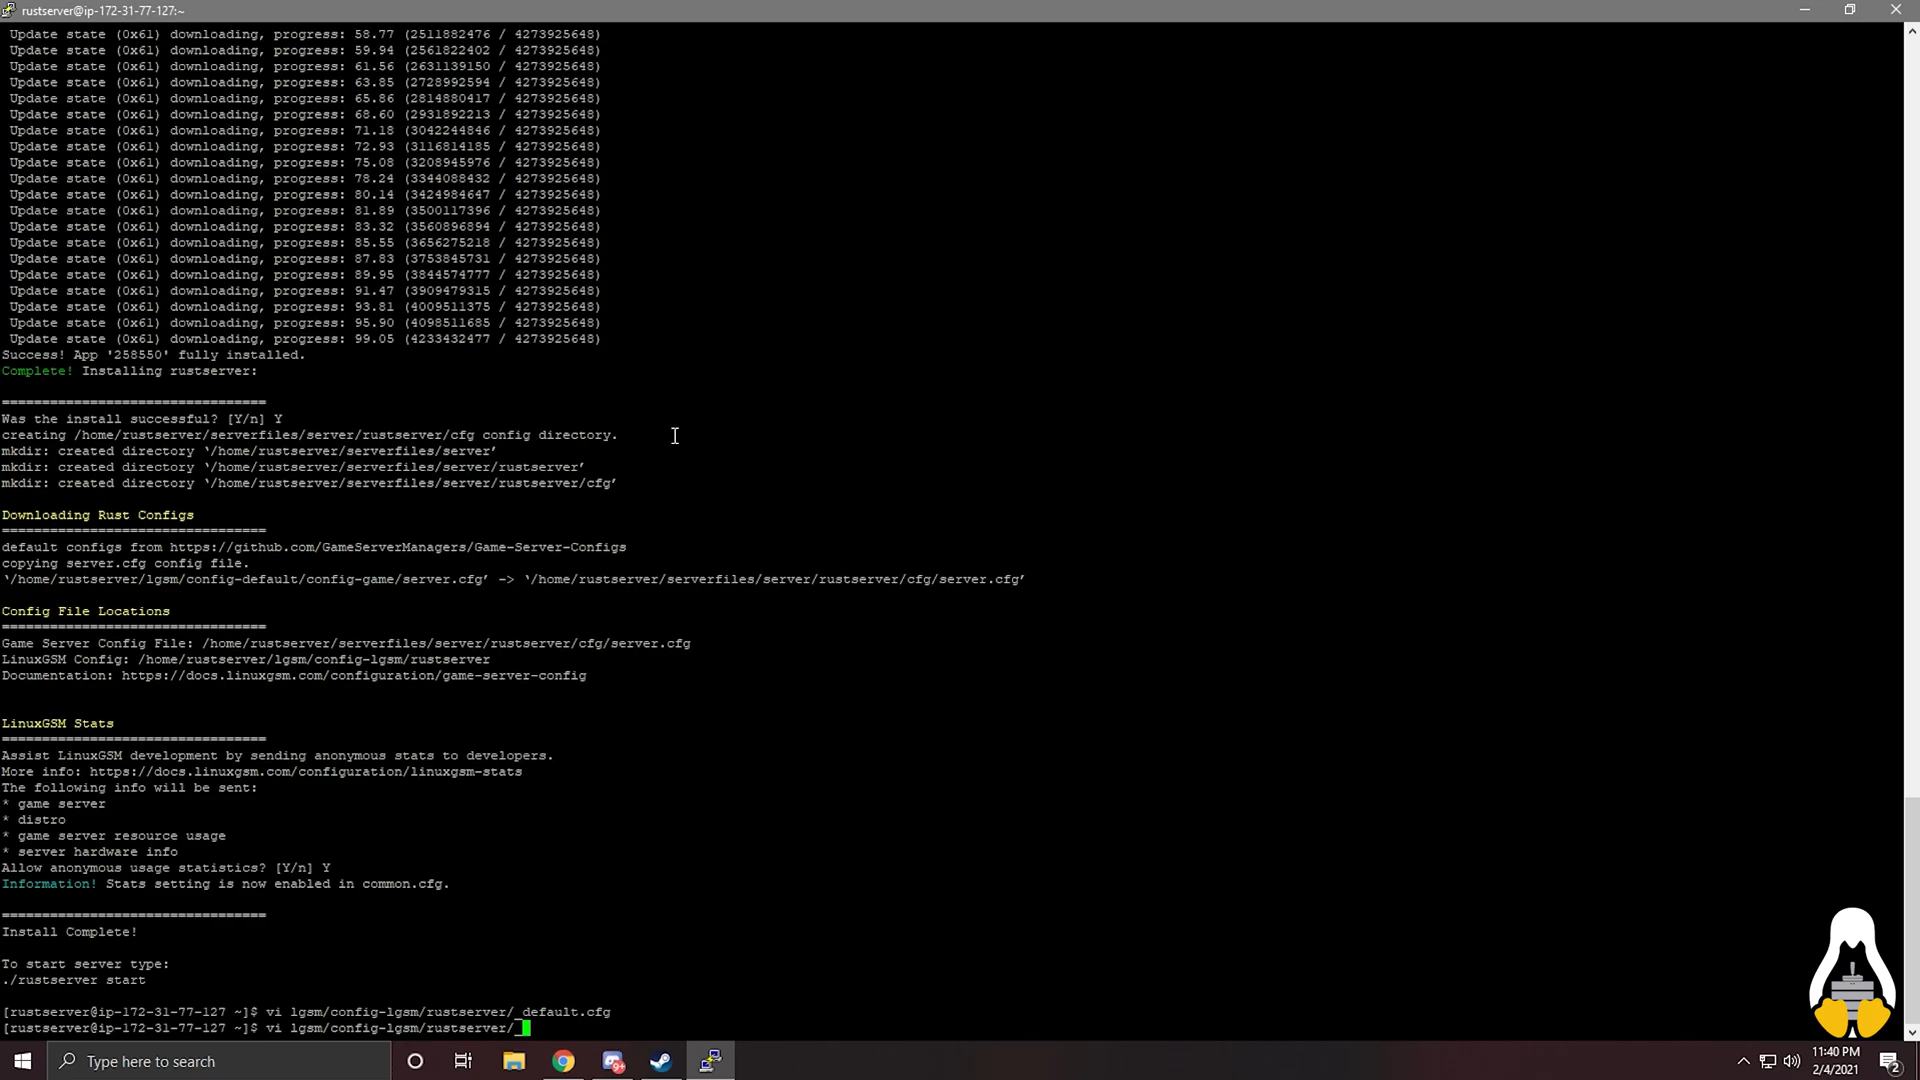 rustserver@ip-172-31-77-127:~
Update state (0x61) downloading, progress: 58.77 (2511882476 / 4273925648)
Update state (0x61) downloading, progress: 59.94 (2561822402 / 4273925648)
Update state (0x61) downloading, progress: 61.56 (2631139150 / 4273925648)
Update state (0x61) downloading, progress: 63.85 (2728992594 / 4273925648)
Update state (0x61) downloading, progress: 65.86 (2814880417 / 4273925648)
Update state (0x61) downloading, progress: 68.60 (2931892213 / 4273925648)
Update state (0x61) downloading, progress: 71.18 (3042244846 / 4273925648)
Update state (0x61) downloading, progress: 72.93 (3116814185 / 4273925648)
Update state (0x61) downloading, progress: 75.08 (3208945976 / 4273925648)
Update state (0x61) downloading, progress: 78.24 (3344088432 / 4273925648)
Update state (0x61) downloading, progress: 80.14 (3424984647 / 4273925648)
Update state (0x61) downloading, progress: 81.89 (3500117396 / 4273925648)
Update state (0x61) downloading, progress: 83.32 (3560896894 / 4273925648)
Update state (0x61) downloading, progress: 85.55 (3656275218 / 4273925648)
Update state (0x61) downloading, progress: 87.83 (3753845731 / 4273925648)
Update state (0x61) downloading, progress: 89.95 (3844574777 / 4273925648)
Update state (0x61) downloading, progress: 91.47 (3909479315 / 4273925648)
Update state (0x61) downloading, progress: 93.81 (4009511375 / 4273925648)
Update state (0x61) downloading, progress: 95.90 (4098511685 / 4273925648)
Update state (0x61) downloading, progress: 99.05 (4233432477 / 4273925648)
Success! App '258550' fully installed.
Complete! Installing rustserver:
=================================
Was the install successful? [Y/n] Y
creating /home/rustserver/serverfiles/server/rustserver/cfg config directory.
mkdir: created directory ‘/home/rustserver/serverfiles/server’
mkdir: created directory ‘/home/rustserver/serverfiles/server/rustserver’
mkdir: created directory ‘/home/rustserver/serverfiles/server/rustserver/cfg’
Downloading Rust Configs
=================================
default configs from https://github.com/GameServerManagers/Game-Server-Configs
copying server.cfg config file.
‘/home/rustserver/lgsm/config-default/config-game/server.cfg’ -> ‘/home/rustserver/serverfiles/server/rustserver/cfg/server.cfg’
Config File Locations
=================================
Game Server Config File: /home/rustserver/serverfiles/server/rustserver/cfg/server.cfg
LinuxGSM Config: /home/rustserver/lgsm/config-lgsm/rustserver
Documentation: https://docs.linuxgsm.com/configuration/game-server-config
LinuxGSM Stats
=================================
Assist LinuxGSM development by sending anonymous stats to developers.
More info: https://docs.linuxgsm.com/configuration/linuxgsm-stats
The following info will be sent:
* game server
* distro
* game server resource usage
* server hardware info
Allow anonymous usage statistics? [Y/n] Y
Information! Stats setting is now enabled in common.cfg.
=================================
Install Complete!
To start server type:
./rustserver start
[rustserver@ip-172-31-77-127 ~]$ vi lgsm/config-lgsm/rustserver/_default.cfg
[rustserver@ip-172-31-77-127 ~]$ vi lgsm/config-lgsm/rustserver/_
Type here to search
9+
11:40 PM
2/4/2021
2